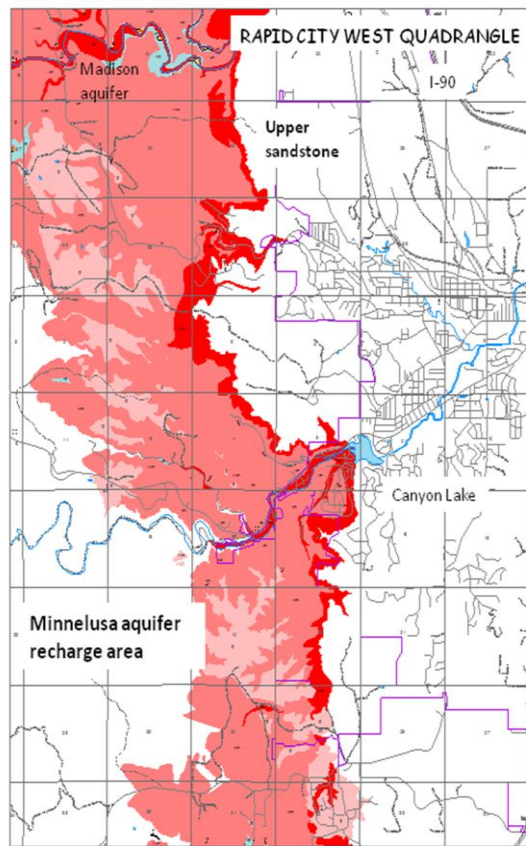 RAPID CITY WEST QUADRANGLE
Madison
aquifer
I-90
Upper
sandstone
Canyon Lake
Minnelusa aquifer
recharge area